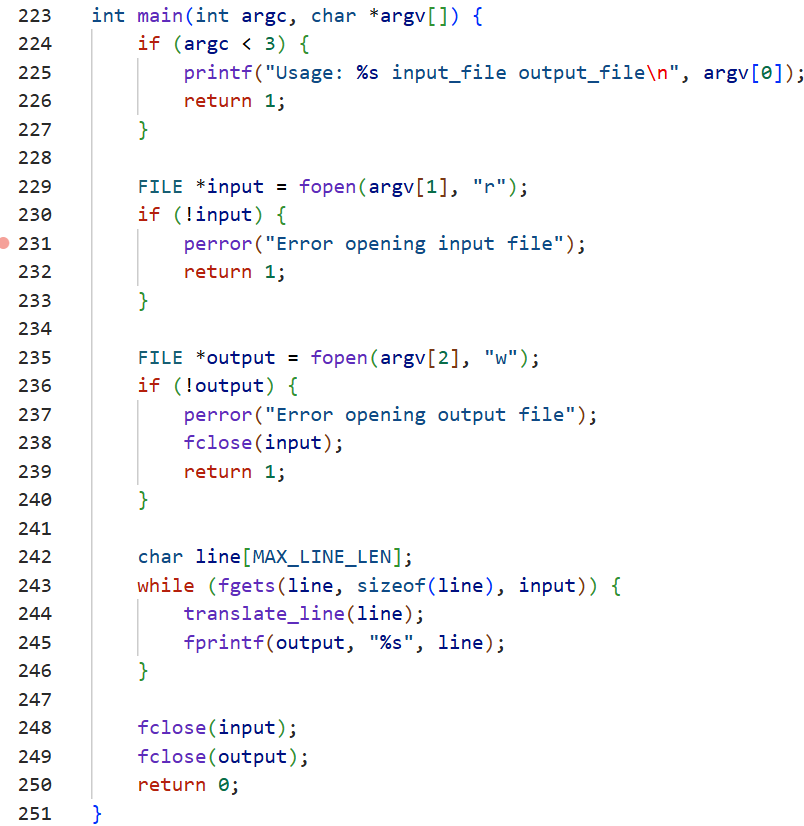 223 int main(int argc, char *argv[]) {
224     if (argc < 3) {
225         printf("Usage: %s input_file output_file\n", argv[0]);
226         return 1;
227     }
228
229     FILE *input = fopen(argv[1], "r");
230     if (!input) {
231         perror("Error opening input file");
232         return 1;
233     }
234
235     FILE *output = fopen(argv[2], "w");
236     if (!output) {
237         perror("Error opening output file");
238         fclose(input);
239         return 1;
240     }
241
242     char line[MAX_LINE_LEN];
243     while (fgets(line, sizeof(line), input)) {
244         translate_line(line);
245         fprintf(output, "%s", line);
246     }
247
248     fclose(input);
249     fclose(output);
250     return 0;
251 }